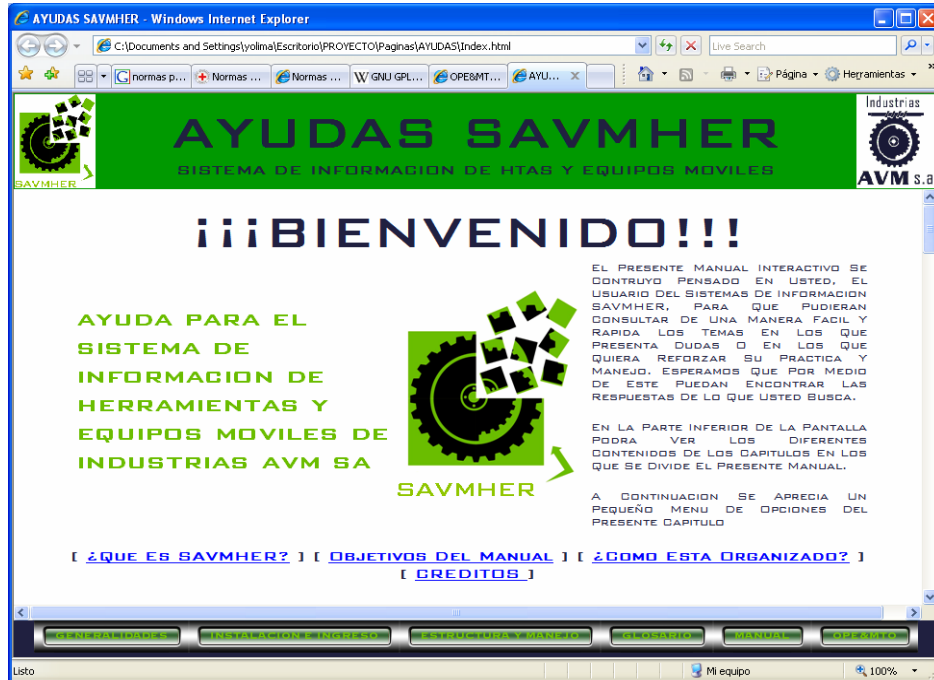 AYUDAS SAVMHER - Windows Internet Explorer
C:\Documents and Settings\yolima\Escritorio\PROYECTO\Paginas\AYUDAS\Index.html
Live Search
normas p...
Normas ...
Normas ...
GNU GPL...
OPE&MT...
AYU...
Página
Herramientas
SAVMHER
AYUDAS SAVMHER
SISTEMA DE INFORMACION DE HTAS Y EQUIPOS MOVILES
Industrias
AVM s.a
¡¡¡BIENVENIDO!!!
AYUDA PARA EL
SISTEMA DE
INFORMACION DE
HERRAMIENTAS Y
EQUIPOS MOVILES DE
INDUSTRIAS AVM SA
SAVMHER
El Presente Manual Interactivo Se
Contruyo Pensado En Usted, El
Usuario Del Sistemas De Informacion
SAVMHER, Para Que Pudieran
Consultar De Una Manera Facil Y
Rapida Los Temas En Los Que
Presenta Dudas O En Los Que
Quiera Reforzar Su Practica Y
Manejo. Esperamos Que Por Medio
De Este Puedan Encontrar Las
Respuestas De Lo Que Usted Busca.
En La Parte Inferior De La Pantalla
Podra Ver Los Diferentes
Contenidos De Los Capitulos En Los
Que Se Divide El Presente Manual.
A Continuacion Se Aprecia Un
Pequeño Menu De Opciones Del
Presente Capitulo
[ ¿Que Es SAVMHER? ] [ Objetivos Del Manual ] [ ¿Como Esta Organizado? ]
[ CREDITOS ]
GENERALIDADES INSTALACION E INGRESO ESTRUCTURA Y MANEJO GLOSARIO MANUAL OPE&MTO
Listo
Mi equipo
100%